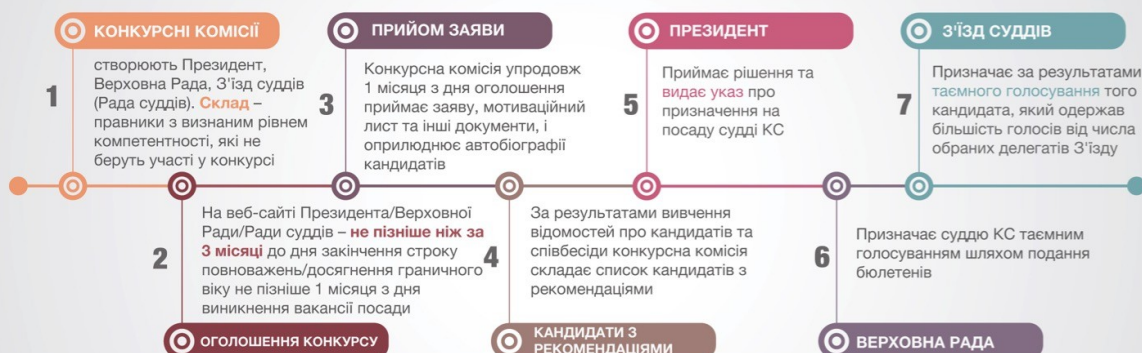 КОНКУРСНІ КОМІСІЇ
1
створюють Президент,
Верховна Рада, З'їзд суддів
(Рада суддів). Склад –
правники з визнаним рівнем
компетентності, які не
беруть участі у конкурсі
2
На веб-сайті Президента/Верховної
Ради/Ради суддів – не пізніше ніж за
3 місяці до дня закінчення строку
повноважень/досягнення граничного
віку не пізніше 1 місяця з дня
виникнення вакансії посади
ОГОЛОШЕННЯ КОНКУРСУ
ПРИЙОМ ЗАЯВИ
3
Конкурсна комісія упродовж
1 місяця з дня оголошення
приймає заяву, мотиваційний
лист та інші документи, і
оприлюднює автобіографії
кандидатів
4
За результатами вивчення
відомостей про кандидатів та
співбесіди конкурсна комісія
складає список кандидатів з
рекомендаціями
КАНДИДАТИ З
РЕКОМЕНДАЦІЯМИ
ПРЕЗИДЕНТ
5
Приймає рішення та
видає указ про
призначення на
посаду судді КС
6
Призначає суддю КС таємним
голосуванням шляхом подання
бюлетенів
ВЕРХОВНА РАДА
З'ЇЗД СУДДІВ
7
Призначає за результатами
таємного голосування того
кандидата, який одержав
більшість голосів від числа
обраних делегатів З'їзду